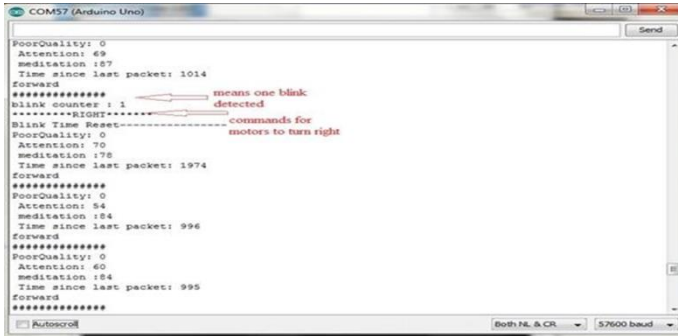 COM57 (Arduino Uno)
Send
PoorQuality: 0
Attention: 69
meditation :87
Time since last packet: 1014
forward
**************
means one blink detected
blink counter : 1
*********RIGHT*******
commands for motors to turn right
Blink Time Reset-----------------
PoorQuality: 0
Attention: 70
meditation :78
Time since last packet: 1974
forward
**************
PoorQuality: 0
Attention: 54
meditation :84
Time since last packet: 996
forward
**************
PoorQuality: 0
Attention: 60
meditation :84
Time since last packet: 995
forward
**************
Autoscroll
Both NL & CR
57600 baud